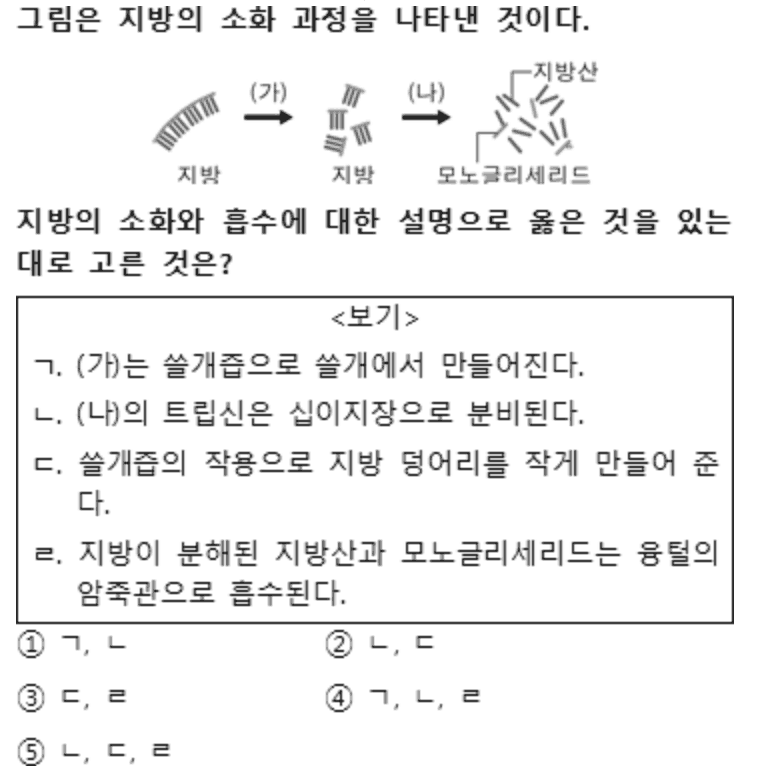 그림은 지방의 소화 과정을 나타낸 것이다.
(가) (나) 지방산
지방 지방 모노글리세리드
지방의 소화와 흡수에 대한 설명으로 옳은 것을 있는
대로 고른 것은?
<보기>
ㄱ. (가)는 쓸개즙으로 쓸개에서 만들어진다.
ㄴ. (나)의 트립신은 십이지장으로 분비된다.
ㄷ. 쓸개즙의 작용으로 지방 덩어리를 작게 만들어 준
다.
ㄹ. 지방이 분해된 지방산과 모노글리세리드는 융털의
암죽관으로 흡수된다.
① ㄱ, ㄴ ② ㄴ, ㄷ
③ ㄷ, ㄹ ④ ㄱ, ㄴ, ㄹ
⑤ ㄴ, ㄷ, ㄹ